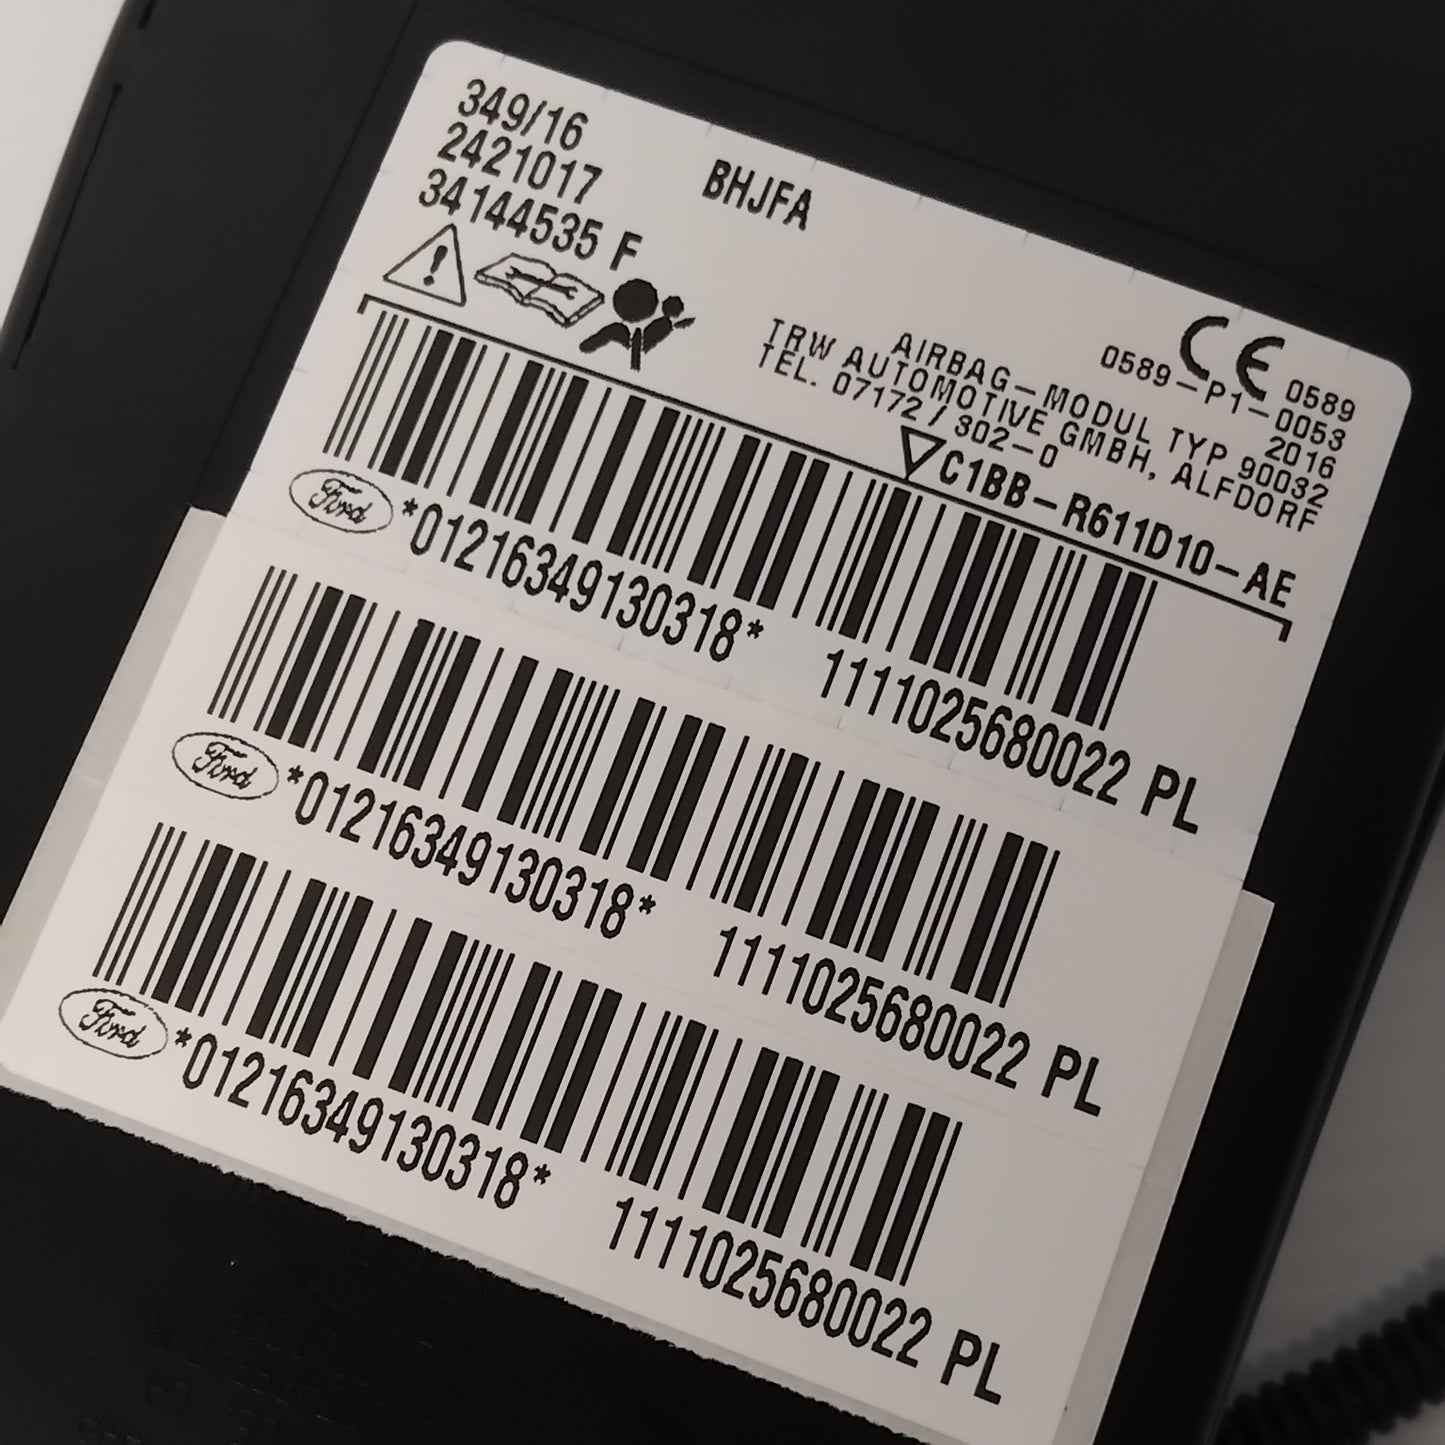 349/16
2421017
34144535 F
BHJFA
CE 0589
0589-P1-0053
2016
AIRBAG-MODUL TYP 90032
TRW AUTOMOTIVE GMBH, ALFDORF
TEL. 07172 / 302-0
C1BB-R611D10-AE
Ford *01216349130318* 1111025680022 PL
Ford *01216349130318* 1111025680022 PL
Ford *01216349130318* 1111025680022 PL